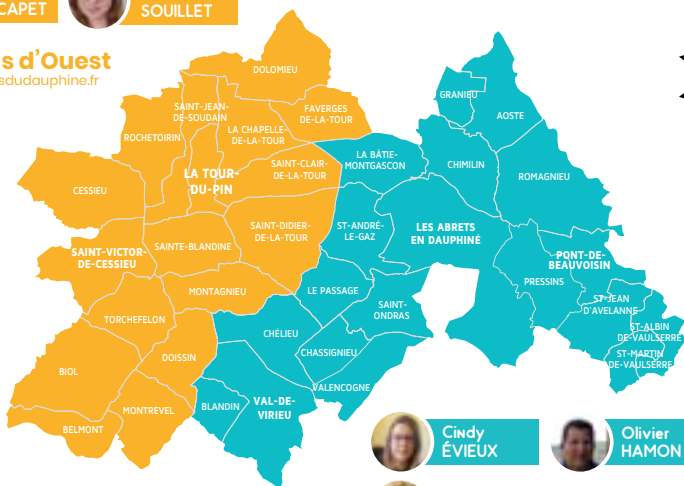 CAPET
SOUILLET
s d'Ouest
sdudauphine.fr
DOLOMIEU
FAVERGES
DE-LA-TOUR
SAINT-JEAN-
DE-SOUDAIN
ROCHETOIRIN
LA CHAPELLE-
DE-LA-TOUR
LA TOUR-
DU-PIN
SAINT-CLAIR-
DE-LA-TOUR
CESSIEU
SAINT-DIDIER-
DE-LA-TOUR
SAINTE-BLANDINE
SAINT-VICTOR-
DE-CESSIEU
MONTAGNIEU
TORCHEFELON
DOISSIN
BIOL
MONTREVEL
BELMONT
GRANIEU
AOSTE
LA BÂTIE-
MONTGASCON
CHIMILIN
ROMAGNIEU
ST-ANDRÉ-
LE-GAZ
LES ABRETS
EN DAUPHINÉ
PONT-DE-
BEAUVOISIN
PRESSINS
LE PASSAGE
SAINT-
ONDRAS
ST-JEAN
D'AVELANNE
ST-ALBIN
DE-VAULSERRE
ST-MARTIN
DE-VAULSERRE
CHÉLIEU
CHASSIGNIEU
VALENCOGNE
BLANDIN
VAL-DE-
VIRIEU
Cindy
ÉVIEUX
Olivier
HAMON